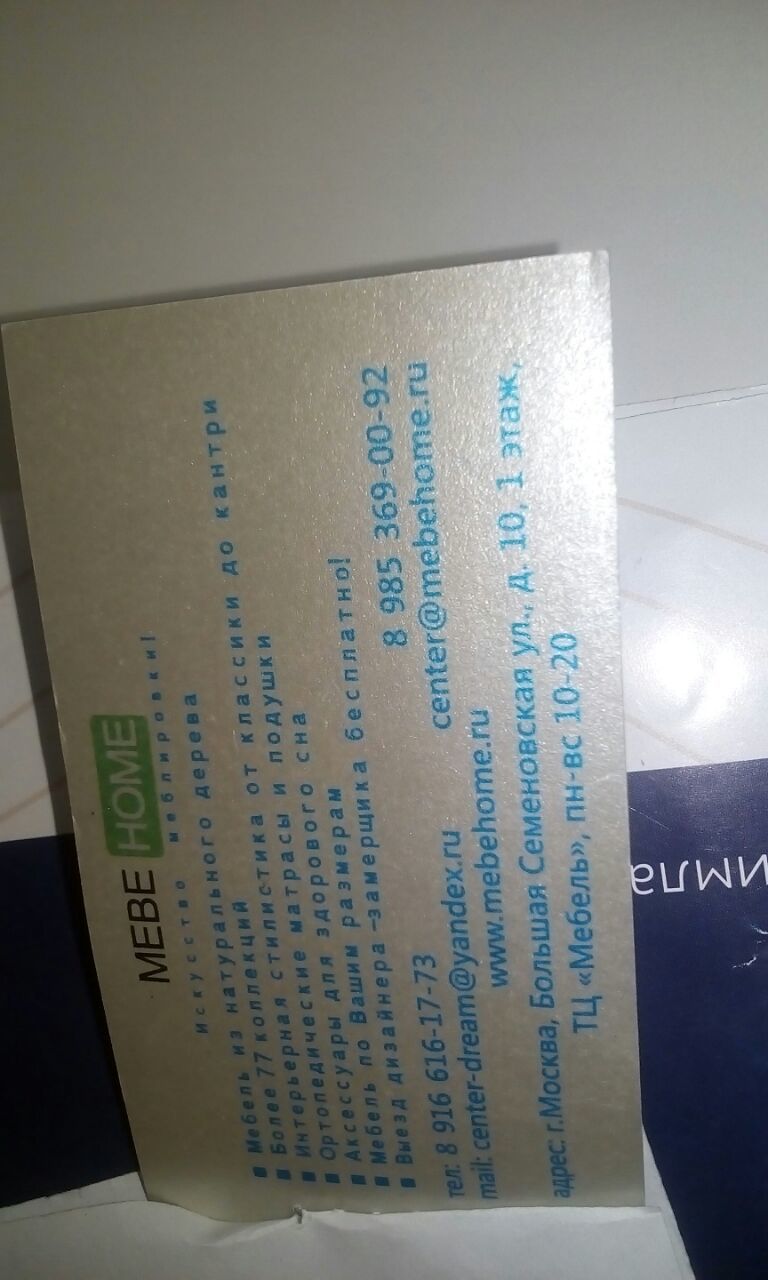 MEBE HOME
искусство меблировки!
Мебель из натурального дерева
Более 77 коллекций
Интерьерная стилистика от классики до кантри
Ортопедические матрасы и подушки
Аксессуары для здорового сна
Мебель по Вашим размерам
Выезд дизайнера –замерщика бесплатно!
тел: 8 916 616-17-73 8 985 369-00-92
mail: center-dream@yandex.ru center@mebehome.ru
www.mebehome.ru
адрес: г.Москва, Большая Семеновская ул., д. 10, 1 этаж,
ТЦ «Мебель», пн-вс 10-20